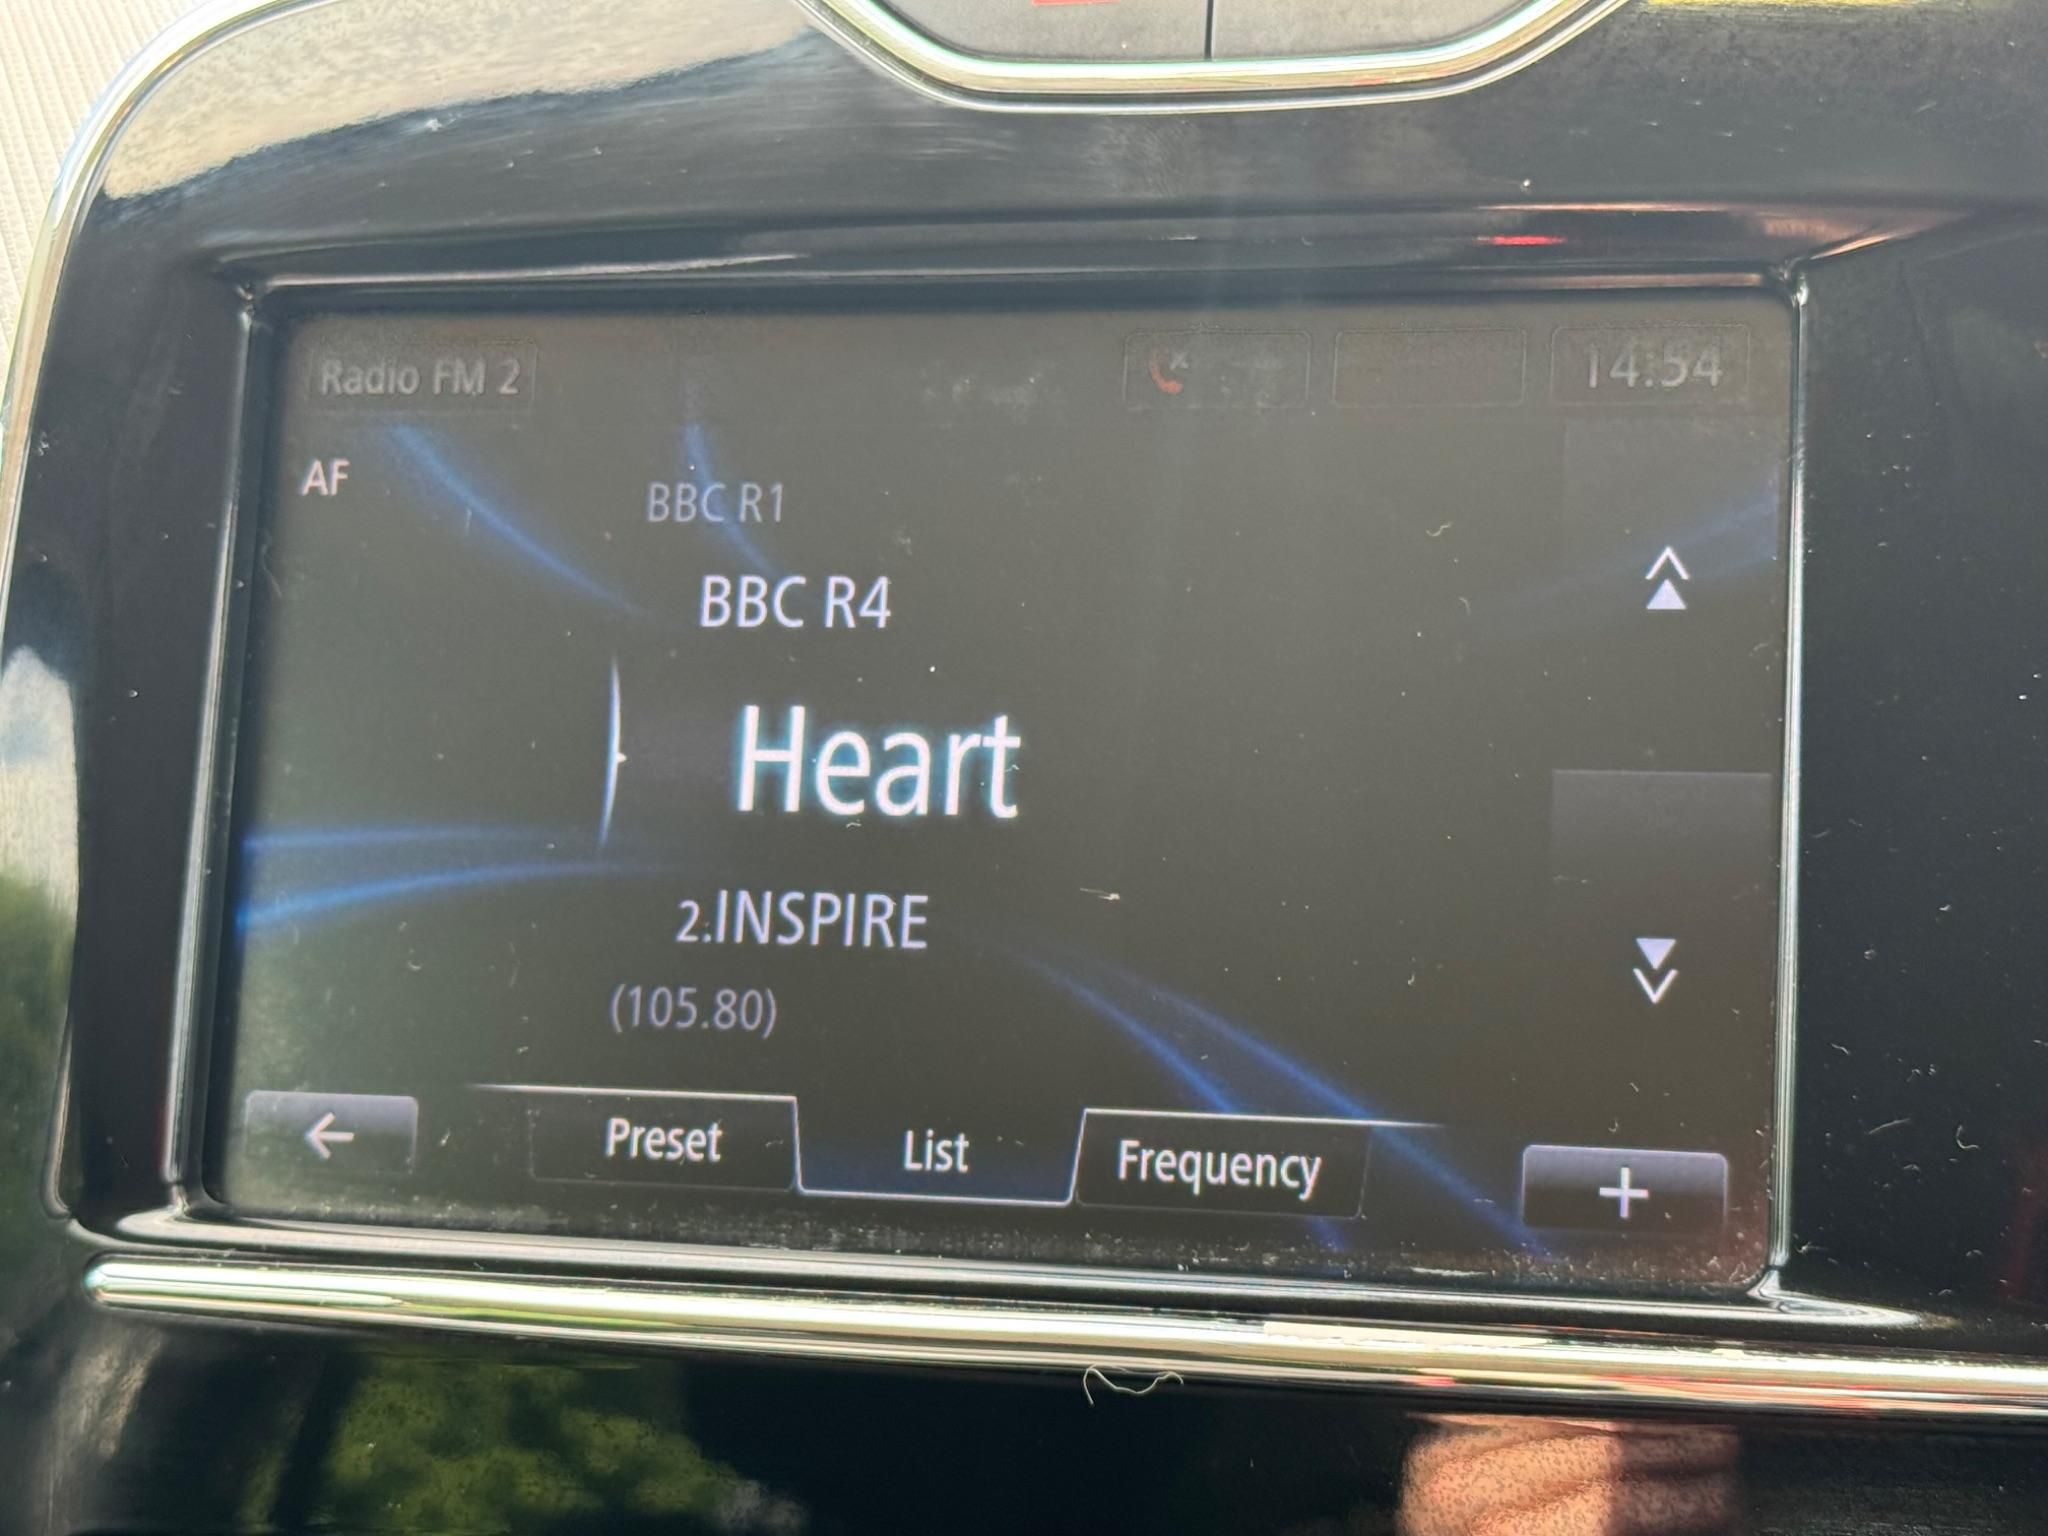 Radio FM 2
14:54
AF
BBC R1
BBC R4
Heart
2.INSPIRE
(105.80)
Preset
List
Frequency